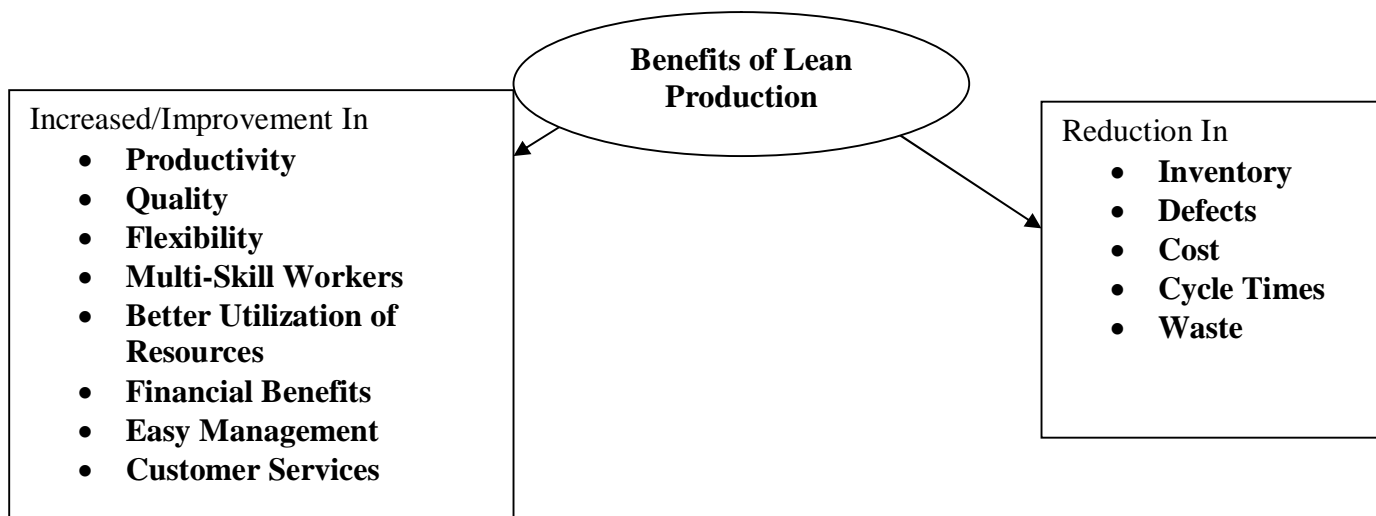 Benefits of Lean
Production
Increased/Improvement In
• Productivity
• Quality
• Flexibility
• Multi-Skill Workers
• Better Utilization of
Resources
• Financial Benefits
• Easy Management
• Customer Services
Reduction In
• Inventory
• Defects
• Cost
• Cycle Times
• Waste